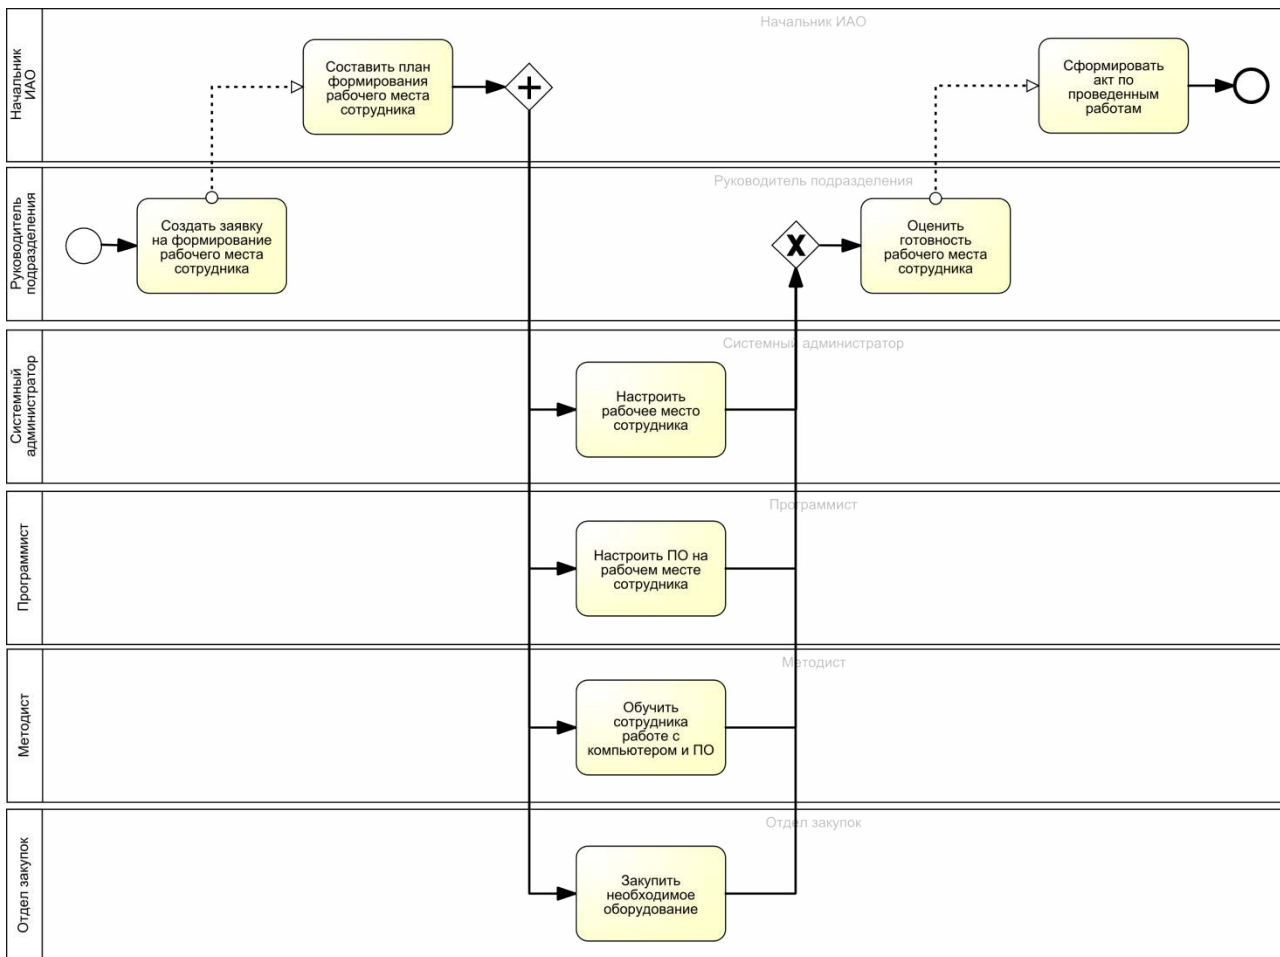 Начальник
ИАО
Начальник ИАО
Составить план
формирования
рабочего места
сотрудника
Сформировать
акт по
проведенным
работам
Руководитель
подразделения
Руководитель подразделения
Создать заявку
на формирование
рабочего места
сотрудника
X
Оценить
готовность
рабочего места
сотрудника
Системный
администратор
Системный администратор
Настроить
рабочее место
сотрудника
Программист
Программист
Настроить ПО на
рабочем месте
сотрудника
Методист
Методист
Обучить
сотрудника
работе с
компьютером и ПО
Отдел закупок
Отдел закупок
Закупить
необходимое
оборудование